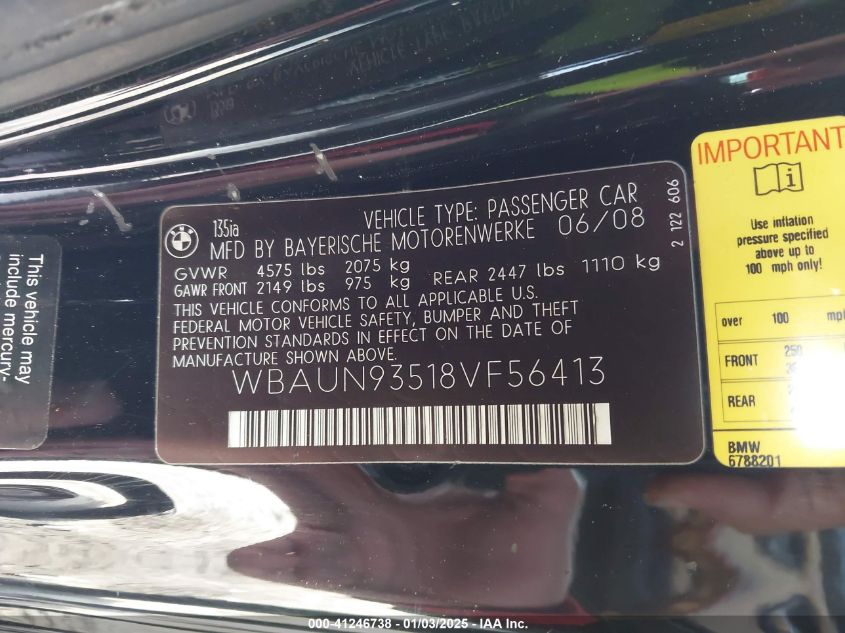 135ia
VEHICLE TYPE: PASSENGER CAR
MFD BY BAYERISCHE MOTORENWERKE 06/08
GVWR 4575 lbs 2075 kg
GAWR FRONT 2149 lbs 975 kg REAR 2447 lbs 1110 kg
THIS VEHICLE CONFORMS TO ALL APPLICABLE U.S.
FEDERAL MOTOR VEHICLE SAFETY, BUMPER AND THEFT
PREVENTION STANDARDS IN EFFECT ON THE DATE OF
MANUFACTURE SHOWN ABOVE.
WBAUN93518VF56413
2 122 606
This vehicle may
include mercury-
IMPORTANT
Use inflation
pressure specified
above up to
100 mph only!
over 100 mp
FRONT 250
REAR
BMW
6788201
000-41246738 - 01/03/2025 - IAA Inc.